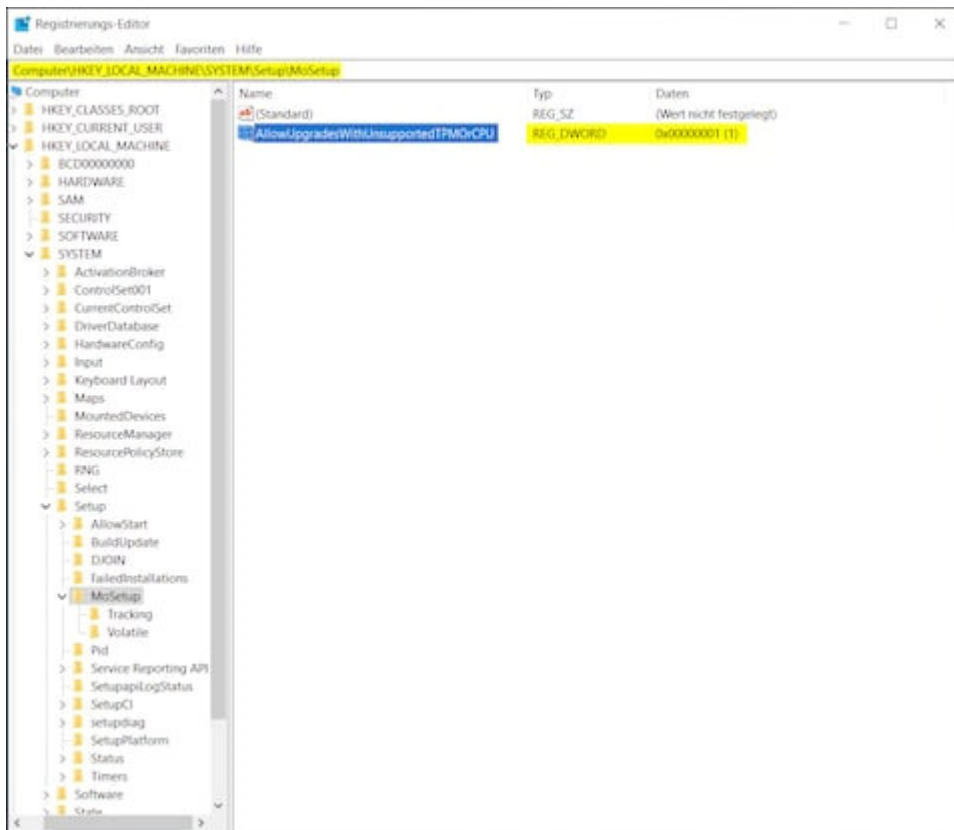 Registrierungs-Editor
Datei Bearbeiten Ansicht Favoriten Hilfe
Computer\HKEY_LOCAL_MACHINE\SYSTEM\Setup\MoSetup
Computer
HKEY_CLASSES_ROOT
HKEY_CURRENT_USER
HKEY_LOCAL_MACHINE
BCD00000000
HARDWARE
SAM
SECURITY
SOFTWARE
SYSTEM
ActivationBroker
ControlSet001
CurrentControlSet
DriverDatabase
HardwareConfig
Input
Keyboard Layout
Maps
MountedDevices
ResourceManager
ResourcePolicyStore
RNG
Select
Setup
AllowStart
BuildUpdate
DJOIN
FailedInstallations
MoSetup
Tracking
Volatile
Pid
Service Reporting API
SetupapiLogStatus
SetupCl
setupdiag
SetupPlatform
Status
Timers
Software
State
Name Typ Daten
ab (Standard) REG_SZ (Wert nicht festgelegt)
AllowUpgradesWithUnsupportedTPMOrCPU REG_DWORD 0x00000001 (1)